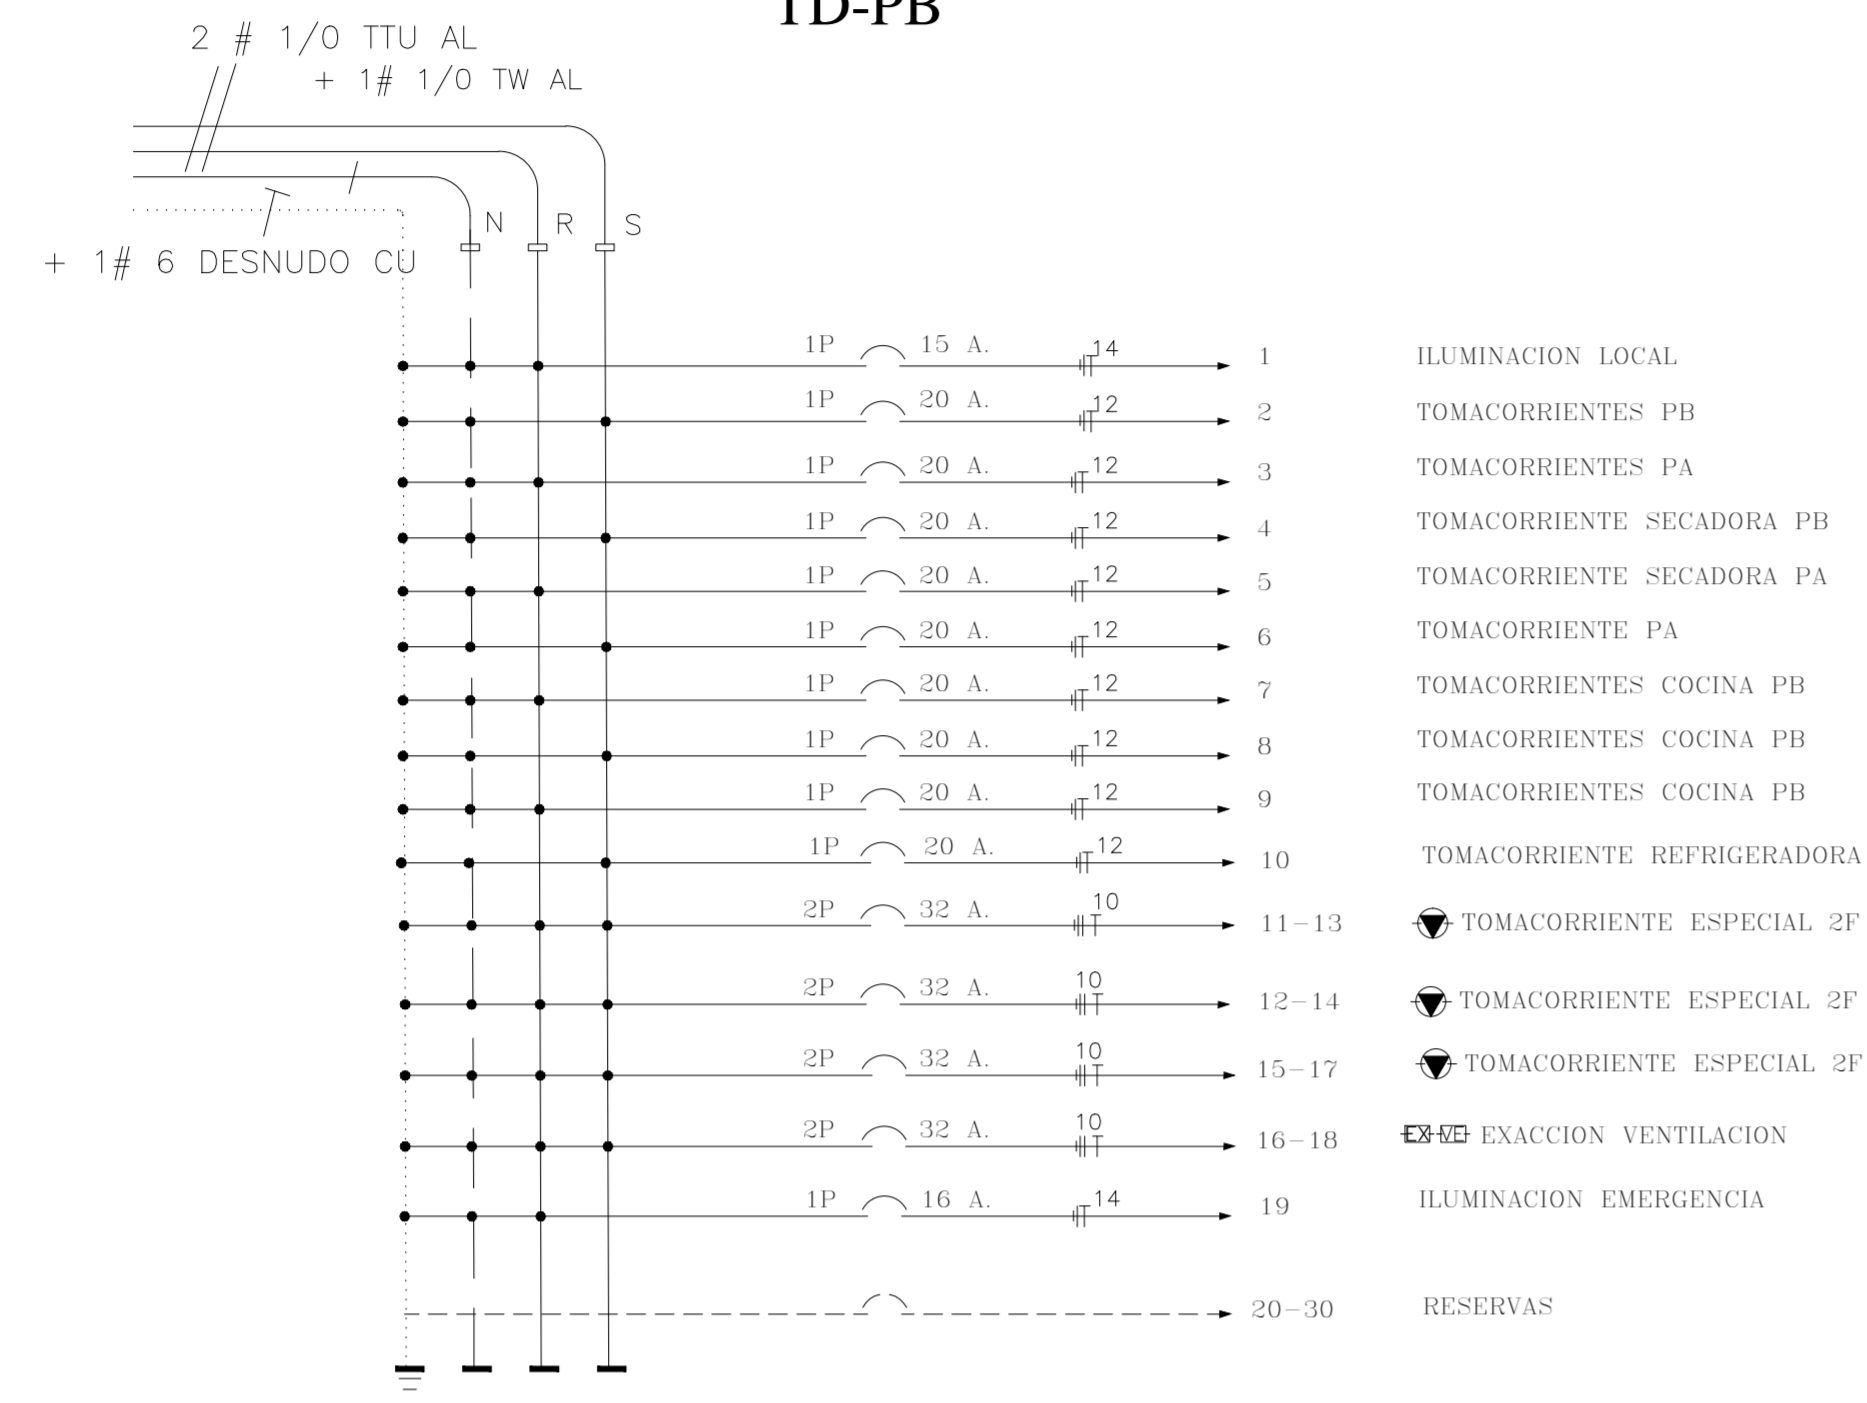 TD-PB
2 # 1/0 TTU AL
+ 1# 1/0 TW AL
N R S
+ 1# 6 DESNUDO CU
1P 15 A. 14 1 ILUMINACION LOCAL
1P 20 A. 12 2 TOMACORRIENTES PB
1P 20 A. 12 3 TOMACORRIENTES PA
1P 20 A. 12 4 TOMACORRIENTE SECADORA PB
1P 20 A. 12 5 TOMACORRIENTE SECADORA PA
1P 20 A. 12 6 TOMACORRIENTE PA
1P 20 A. 12 7 TOMACORRIENTES COCINA PB
1P 20 A. 12 8 TOMACORRIENTES COCINA PB
1P 20 A. 12 9 TOMACORRIENTES COCINA PB
1P 20 A. 12 10 TOMACORRIENTE REFRIGERADORA
2P 32 A. 10 11-13 TOMACORRIENTE ESPECIAL 2F
2P 32 A. 10 12-14 TOMACORRIENTE ESPECIAL 2F
2P 32 A. 10 15-17 TOMACORRIENTE ESPECIAL 2F
2P 32 A. 10 16-18 EX VE EXACCION VENTILACION
1P 16 A. 14 19 ILUMINACION EMERGENCIA
20-30 RESERVAS